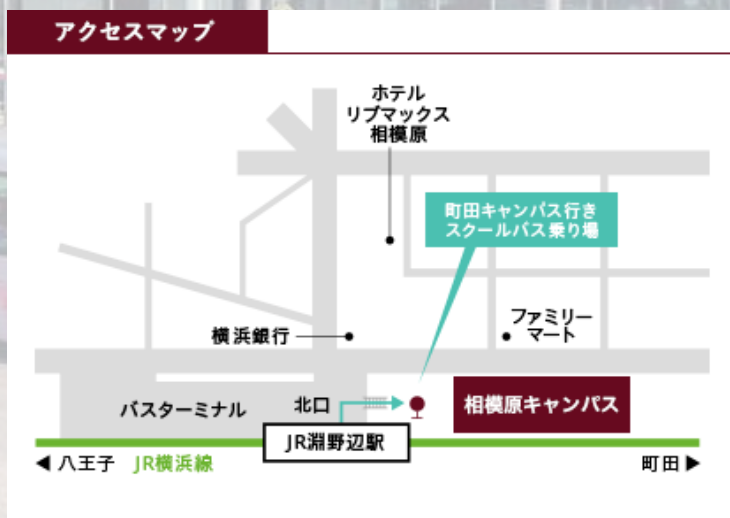 アクセスマップ
ホテル
リブマックス
相模原
町田キャンパス行き
スクールバス乗り場
ファミリー
マート
横浜銀行
バスターミナル
北口
相模原キャンパス
JR淵野辺駅
◀ 八王子 JR横浜線
町田 ▶